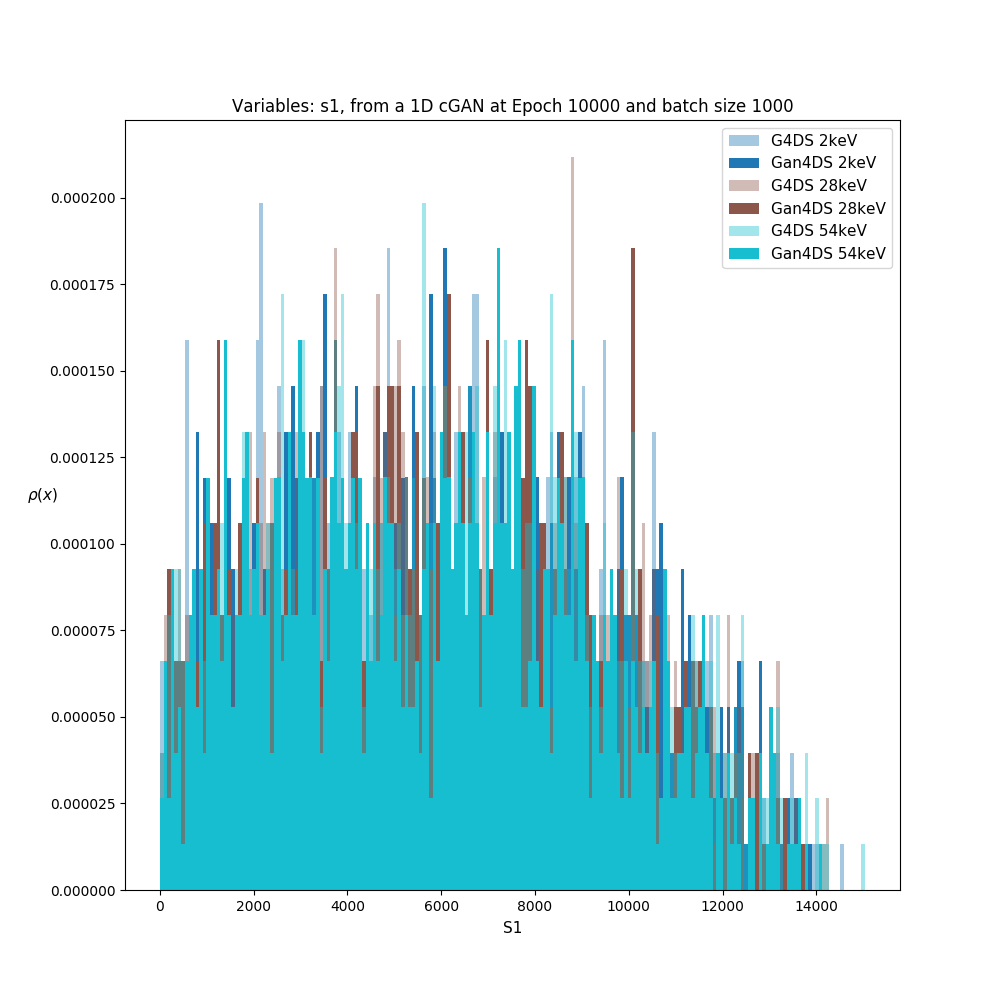 Variables: s1, from a 1D cGAN at Epoch 10000 and batch size 1000
G4DS 2keV
Gan4DS 2keV
G4DS 28keV
Gan4DS 28keV
G4DS 54keV
Gan4DS 54keV
0.000200
0.000175
0.000150
0.000125
ρ(x)
0.000100
0.000075
0.000050
0.000025
0.000000
0 2000 4000 6000 8000 10000 12000 14000
S1